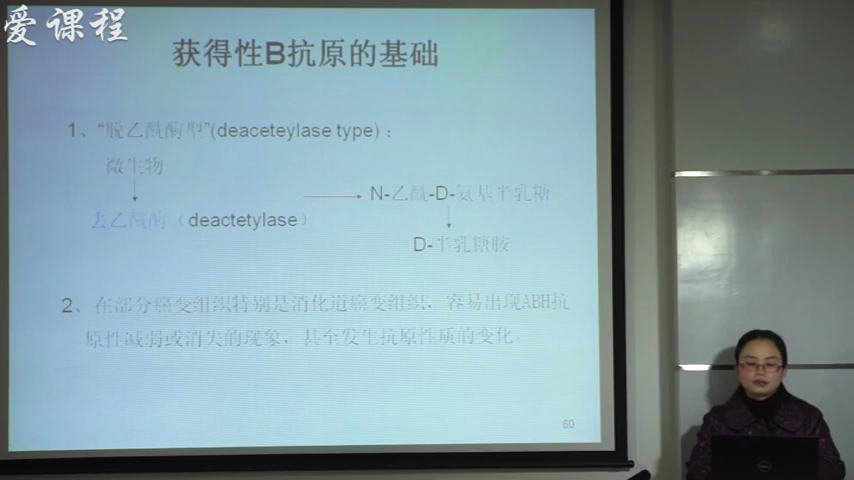 爱课程
获得性B抗原的基础
1、“脱乙酰酶型”(deaceteylase type)：
微生物
N-乙酰-D-氨基半乳糖
去乙酰酶（deactetylase）
D-半乳糖胺
2、在部分癌变组织特别是消化道癌变组织，容易出现ABH抗
原性减弱或消失的现象，甚至发生抗原性质的变化。
60
DELL